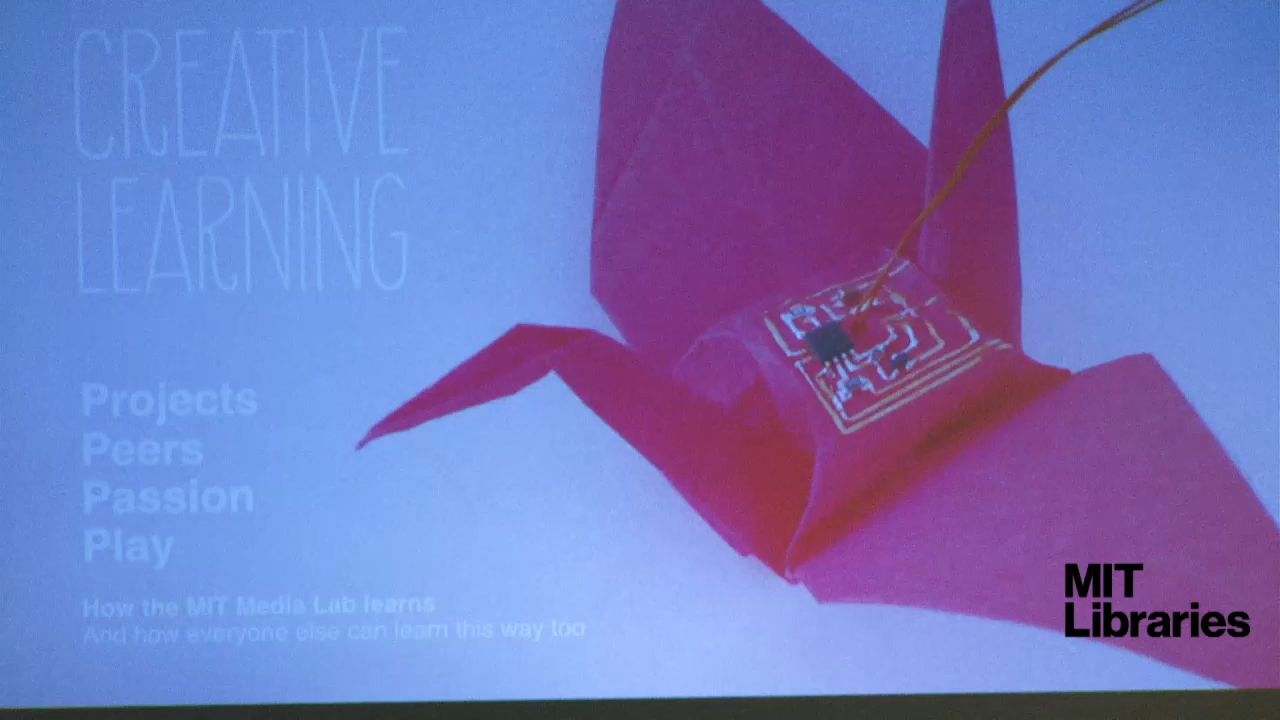 CREATIVE
LEARNING
Projects
Peers
Passion
Play
How the MIT Media Lab learns
And how everyone else can learn this way too
MIT
Libraries